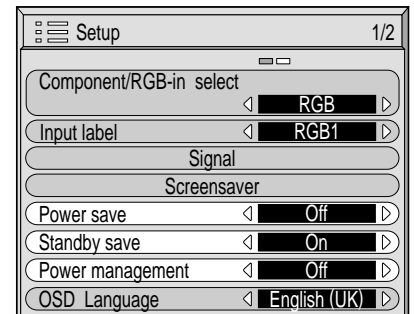 Setup 1/2
Component/RGB-in select
RGB
Input label RGB1
Signal
Screensaver
Power save Off
Standby save On
Power management Off
OSD Language English (UK)